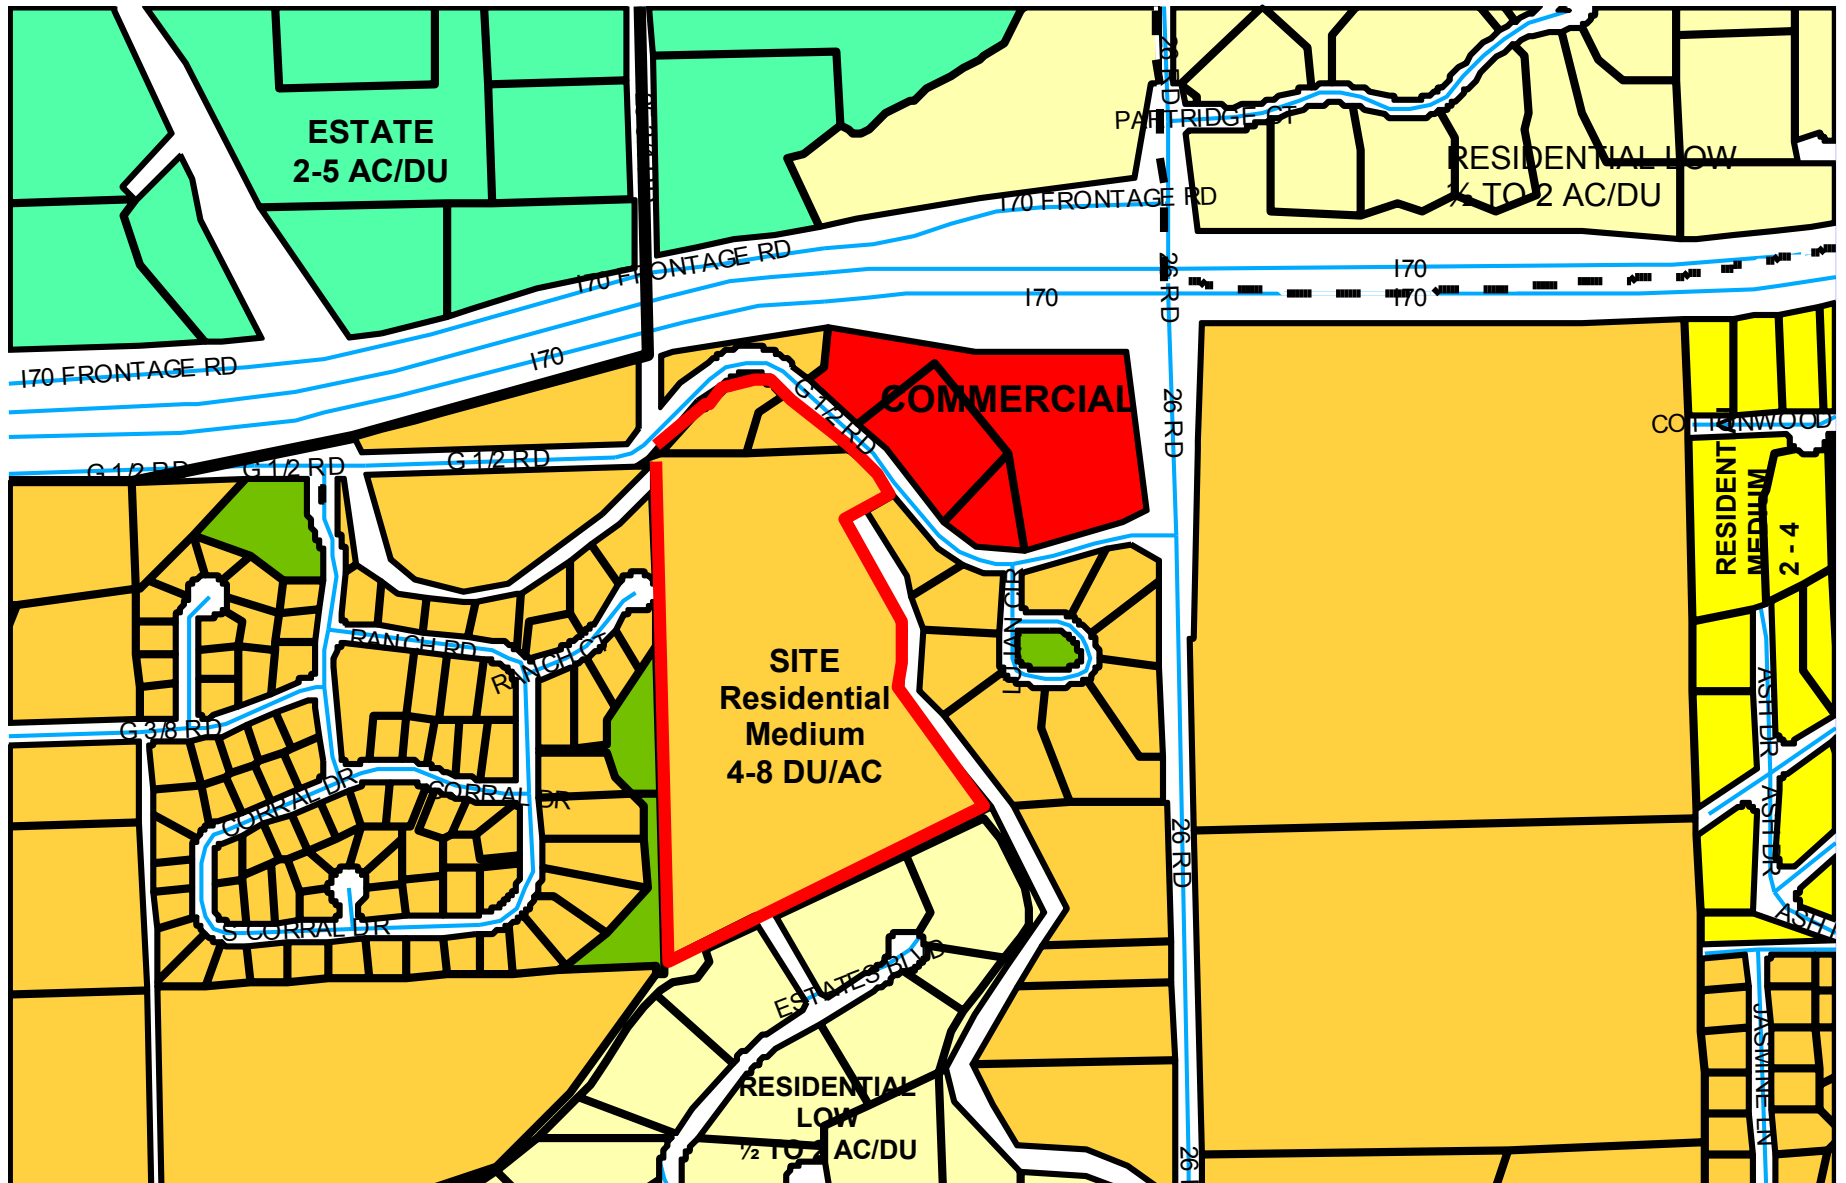 26 RD
PARTRIDGE CT
ESTATE
2-5 AC/DU
RESIDENTIAL LOW
½ TO 2 AC/DU
I70 FRONTAGE RD
I70 FRONTAGE RD
26 RD
I70
I70
I70
I70
I70 FRONTAGE RD
COMMERCIAL
G 1/2 RD
26 RD
COTTONWOOD
G 1/2 RD
G 1/2 RD
G 1/2 RD
RESIDENTIAL
MEDIUM
2 - 4
RANCH RD
RANCH CT
SITE
Residential
Medium
4-8 DU/AC
G 3/8 RD
ASH DR
CORRAL DR
CORRAL DR
26 RD
ASH DR
S CORRAL DR
ESTATES BLVD
ASH
JASMINE LN
RESIDENTIAL
LOW
½ TO 2 AC/DU
26